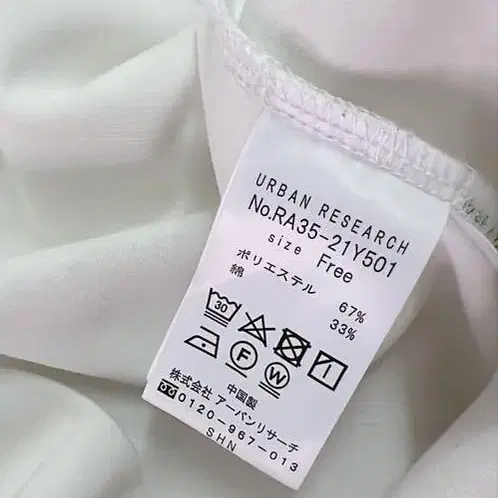 URBAN RESEARCH
No.RA35-21Y501
size Free
ポリエステル 67%
綿 33%
30
F W
中国製
株式会社 アーバンリサーチ
0120-967-013
SHN